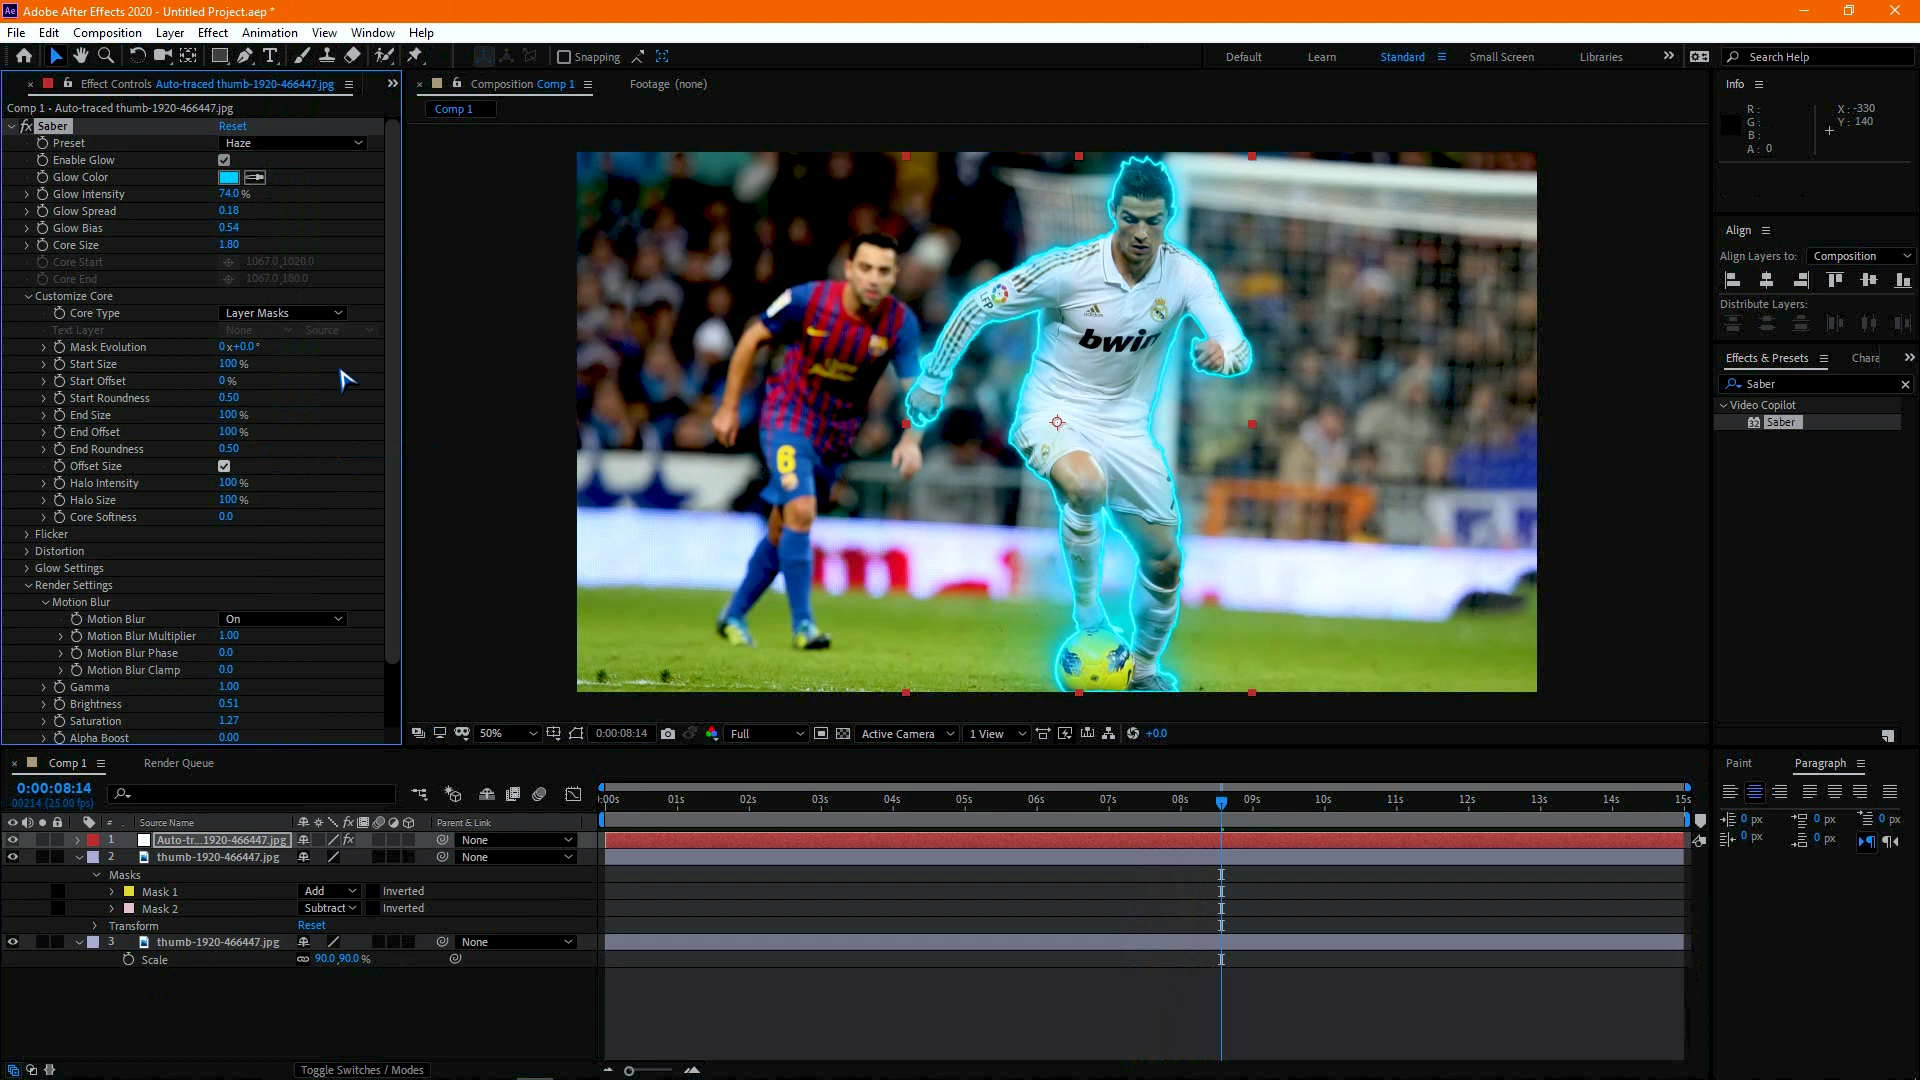 Ae Adobe After Effects 2020 - Untitled Project.aep *
File Edit Composition Layer Effect Animation View Window Help
Snapping
Default Learn Standard Small Screen Libraries
Search Help
Effect Controls Auto-traced thumb-1920-466447.jpg
Comp 1 • Auto-traced thumb-1920-466447.jpg
fx Saber Reset
Preset Haze
Enable Glow
Glow Color
Glow Intensity 74.0 %
Glow Spread 0.18
Glow Bias 0.54
Core Size 1.80
Core Start 1067.0,1020.0
Core End 1067.0,180.0
Customize Core
Core Type Layer Masks
Text Layer None Source
Mask Evolution 0 x+0.0 °
Start Size 100 %
Start Offset 0 %
Start Roundness 0.50
End Size 100 %
End Offset 100 %
End Roundness 0.50
Offset Size
Halo Intensity 100 %
Halo Size 100 %
Core Softness 0.0
Flicker
Distortion
Glow Settings
Render Settings
Motion Blur
Motion Blur On
Motion Blur Multiplier 1.00
Motion Blur Phase 0.0
Motion Blur Clamp 0.0
Gamma 1.00
Brightness 0.51
Saturation 1.27
Alpha Boost 0.00
Composition Comp 1
Footage (none)
Comp 1
LFP
adidas
bwin
6
50% 0:00:08:14 Full Active Camera 1 View +0.0
Info
R :
G :
B :
A : 0
X : -330
Y : 140
Align
Align Layers to: Composition
Distribute Layers:
Effects & Presets Chara
Saber
Video Copilot
32 Saber
Comp 1 Render Queue
0:00:08:14
00214 (25.00 fps)
# Source Name fx Parent & Link
:00s 01s 02s 03s 04s 05s 06s 07s 08s 09s 10s 11s 12s 13s 14s 15s
1 Auto-tr...1920-466447.jpg fx None
2 thumb-1920-466447.jpg None
Masks
Mask 1 Add Inverted
Mask 2 Subtract Inverted
Transform Reset
3 thumb-1920-466447.jpg None
Scale 90.0,90.0 %
Toggle Switches / Modes
Paint Paragraph
0 px 0 px 0 px
0 px 0 px